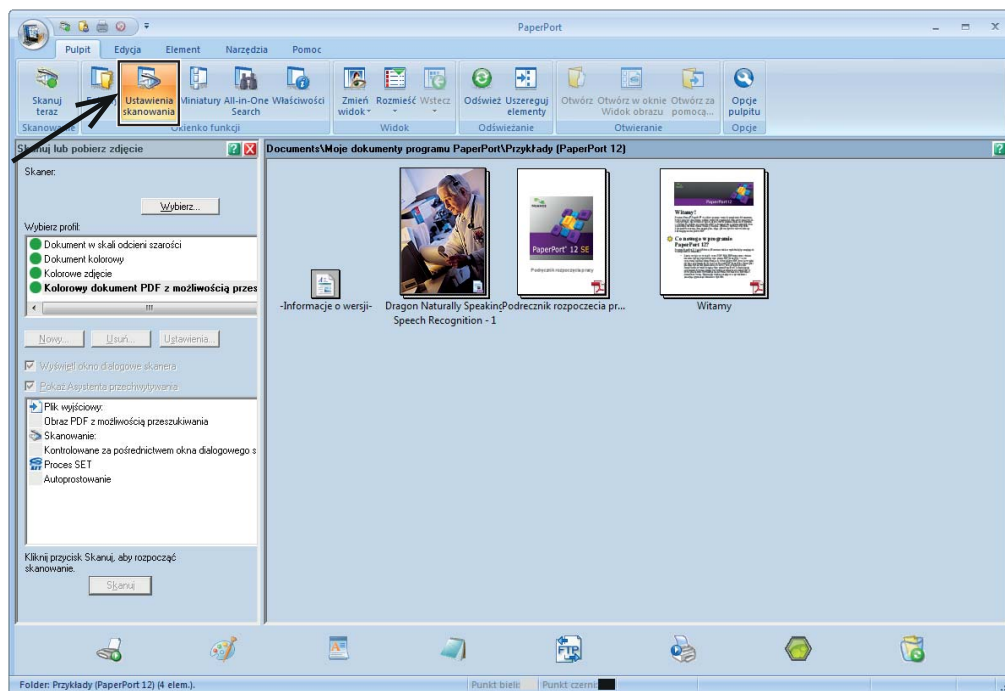 PaperPort
Pulpit Edycja Element Narzędzia Pomoc
Skanuj teraz
Ustawienia skanowania
Miniatury
All-in-One Search
Właściwości
Zmień widok
Rozmieść
Wstecz
Odśwież
Uszereguj elementy
Otwórz
Otwórz w oknie Widok obrazu
Otwórz za pomocą...
Opcje pulpitu
Okienko funkcji
Widok
Odświeżanie
Otwieranie
Opcje
lub pobierz zdjęcie
Documents\Moje dokumenty programu PaperPort\Przykłady (PaperPort 12)
Skaner:
Wybierz...
Wybierz profil:
Dokument w skali odcieni szarości
Dokument kolorowy
Kolorowe zdjęcie
Kolorowy dokument PDF z możliwością przes
Nowy... Usuń... Ustawienia...
Wyświetl okno dialogowe skanera
Pokaż Asystenta przechwytywania
Plik wyjściowy:
Obraz PDF z możliwością przeszukiwania
Skanowanie:
Kontrolowane za pośrednictwem okna dialogowego s
Proces SET
Autoprostowanie
Kliknij przycisk Skanuj, aby rozpocząć
skanowanie.
Skanuj
-Informacje o wersji-
Dragon Naturally Speaking
Speech Recognition - 1
PaperPort 12 SE
Podręcznik rozpoczęcia pracy
Podrecznik rozpoczecia pr...
PaperPort
Witamy!
Co nowego w programie
PaperPort 12?
Witamy
FTP
Folder: Przykłady (PaperPort 12) (4 elem.).
Punkt bieli:
Punkt czerni: